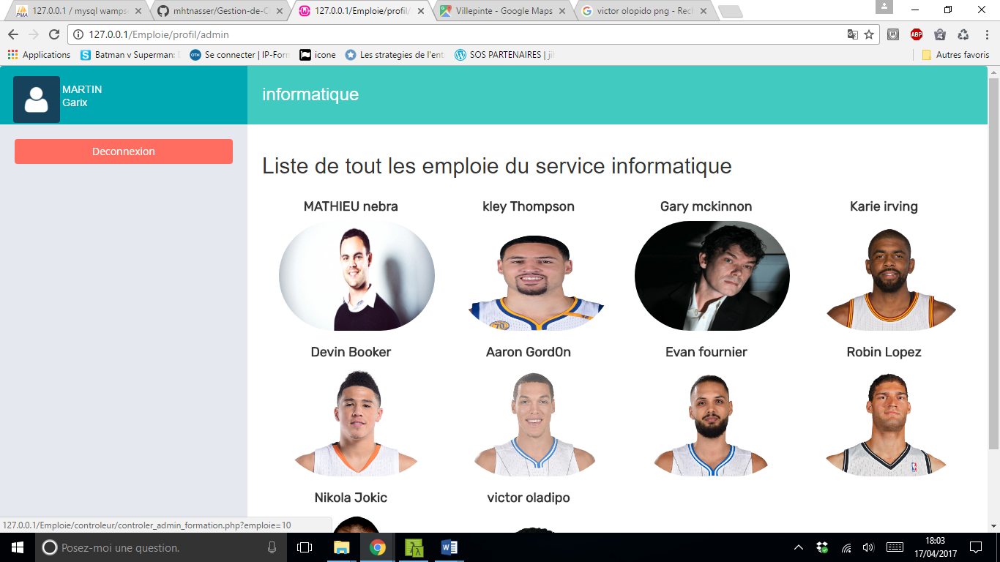 127.0.0.1 / mysql wamps
mhtnasser/Gestion-de-C
127.0.0.1/Emploie/profil/
Villepinte - Google Maps
victor olopido png - Rec
127.0.0.1/Emploie/profil/admin
Applications
Batman v Superman:
Se connecter | IP-Form
icone
Les strategies de l'ent
SOS PARTENAIRES | ji
Autres favoris
MARTIN
Garix
informatique
Deconnexion
Liste de tout les emploie du service informatique
MATHIEU nebra
kley Thompson
Gary mckinnon
Karie irving
Devin Booker
Aaron Gord0n
Evan fournier
Robin Lopez
Nikola Jokic
victor oladipo
127.0.0.1/Emploie/controleur/controler_admin_formation.php?emploie=10
Posez-moi une question.
18:03
17/04/2017